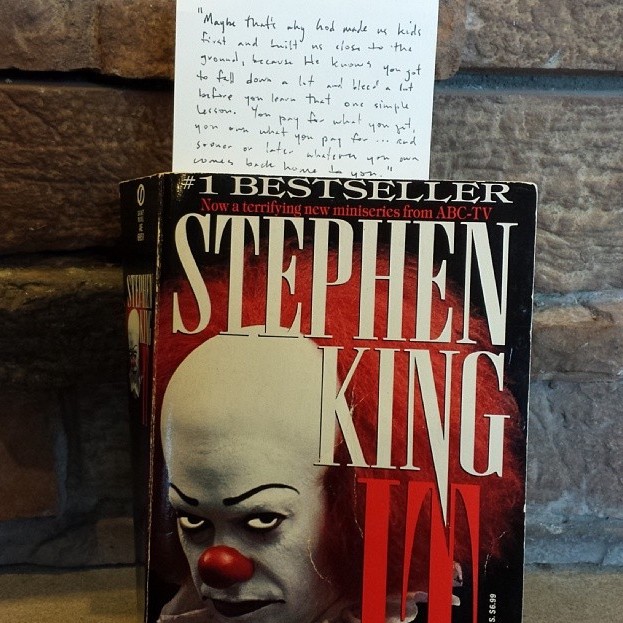 "Maybe that's why God made us kids
first and built us close to the
ground, because He knows you got
to fall down a lot and bleed a lot
before you learn that one simple
lesson. You pay for what you get,
you own what you pay for... and
sooner or later whatever you own
comes back home to you."
#1 BESTSELLER
Now a terrifying new miniseries from ABC-TV
STEPHEN
KING
IT
STEPHEN
S. $6.99